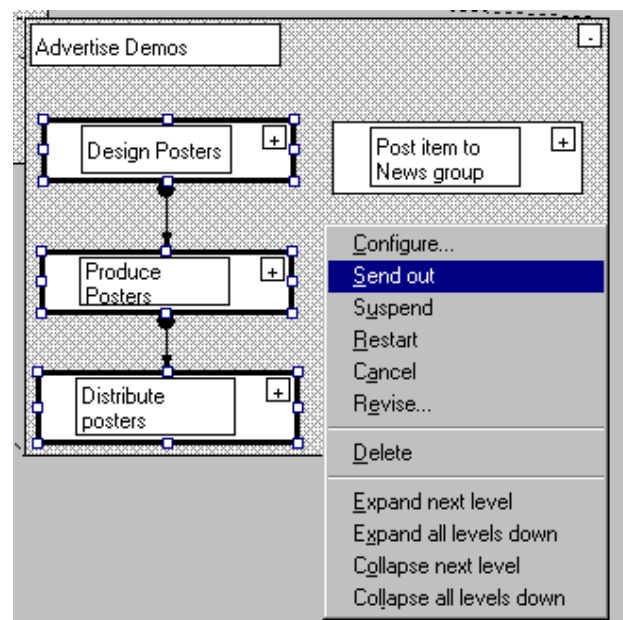 Advertise Demos
-
Design Posters
+
Post item to
News group
+
Produce
Posters
+
Distribute
posters
+
Configure...
Send out
Suspend
Restart
Cancel
Revise...
Delete
Expand next level
Expand all levels down
Collapse next level
Collapse all levels down